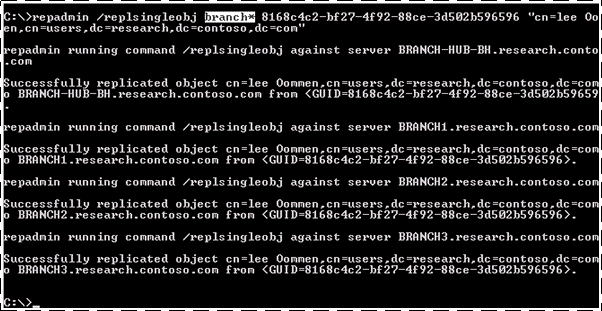 C:\>repadmin /replsingleobj branch* 8168c4c2-bf27-4f92-88ce-3d502b596596 "cn=lee Oo
men,cn=users,dc=research,dc=contoso,dc=com"
repadmin running command /replsingleobj against server BRANCH-HUB-BH.research.conto
.com
Successfully replicated object cn=lee Oommen,cn=users,dc=research,dc=contoso,dc=com
o BRANCH-HUB-BH.research.contoso.com from <GUID=8168c4c2-bf27-4f92-88ce-3d502b59659
.
repadmin running command /replsingleobj against server BRANCH1.research.contoso.com
Successfully replicated object cn=lee Oommen,cn=users,dc=research,dc=contoso,dc=com
o BRANCH1.research.contoso.com from <GUID=8168c4c2-bf27-4f92-88ce-3d502b596596>.
repadmin running command /replsingleobj against server BRANCH2.research.contoso.com
Successfully replicated object cn=lee Oommen,cn=users,dc=research,dc=contoso,dc=com
o BRANCH2.research.contoso.com from <GUID=8168c4c2-bf27-4f92-88ce-3d502b596596>.
repadmin running command /replsingleobj against server BRANCH3.research.contoso.com
Successfully replicated object cn=lee Oommen,cn=users,dc=research,dc=contoso,dc=com
o BRANCH3.research.contoso.com from <GUID=8168c4c2-bf27-4f92-88ce-3d502b596596>.
C:\>_